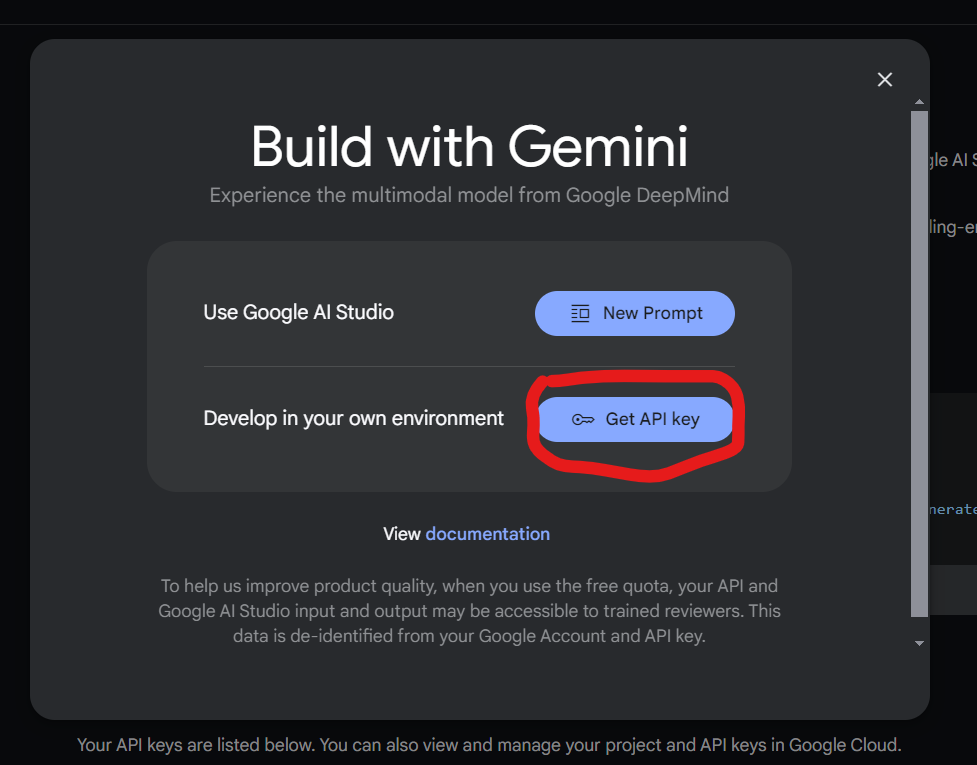 Build with Gemini
Experience the multimodal model from Google DeepMind
Use Google AI Studio
New Prompt
Develop in your own environment
Get API key
View documentation
To help us improve product quality, when you use the free quota, your API and
Google AI Studio input and output may be accessible to trained reviewers. This
data is de-identified from your Google Account and API key.
Your API keys are listed below. You can also view and manage your project and API keys in Google Cloud.